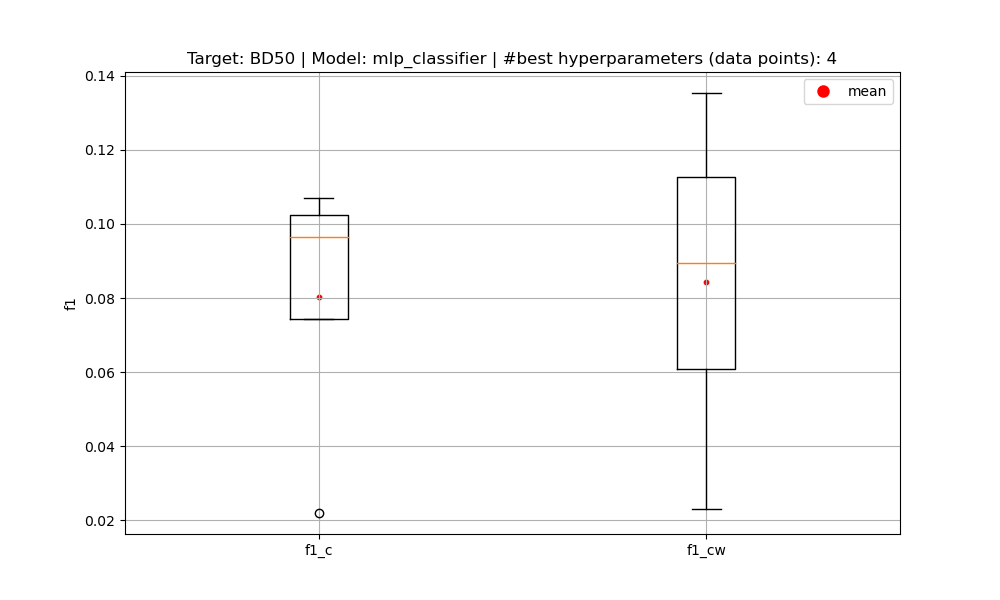 Target: BD50 | Model: mlp_classifier | #best hyperparameters (data points): 4
mean
0.14
0.12
0.10
0.08
0.06
0.04
0.02
f1
f1_c
f1_cw